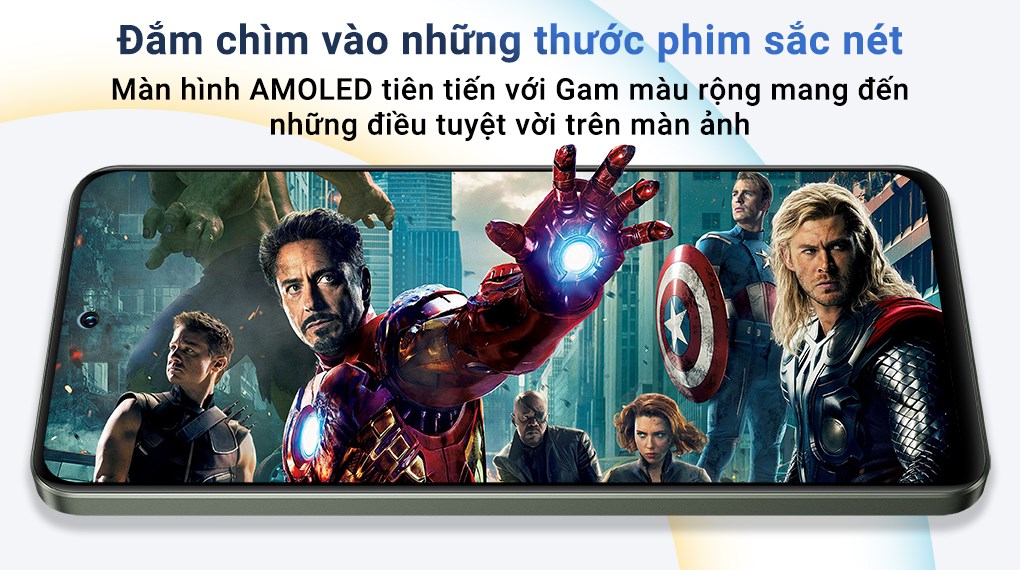 Đắm chìm vào những thước phim sắc nét
Màn hình AMOLED tiên tiến với Gam màu rộng mang đến
những điều tuyệt vời trên màn ảnh